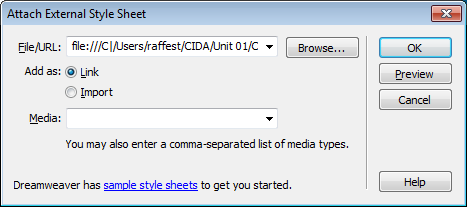 Attach External Style Sheet
File/URL: file:///C|/Users/raffest/CIDA/Unit 01/C Browse... OK
Add as: Link Preview
Import Cancel
Media:
You may also enter a comma-separated list of media types.
Dreamweaver has sample style sheets to get you started. Help